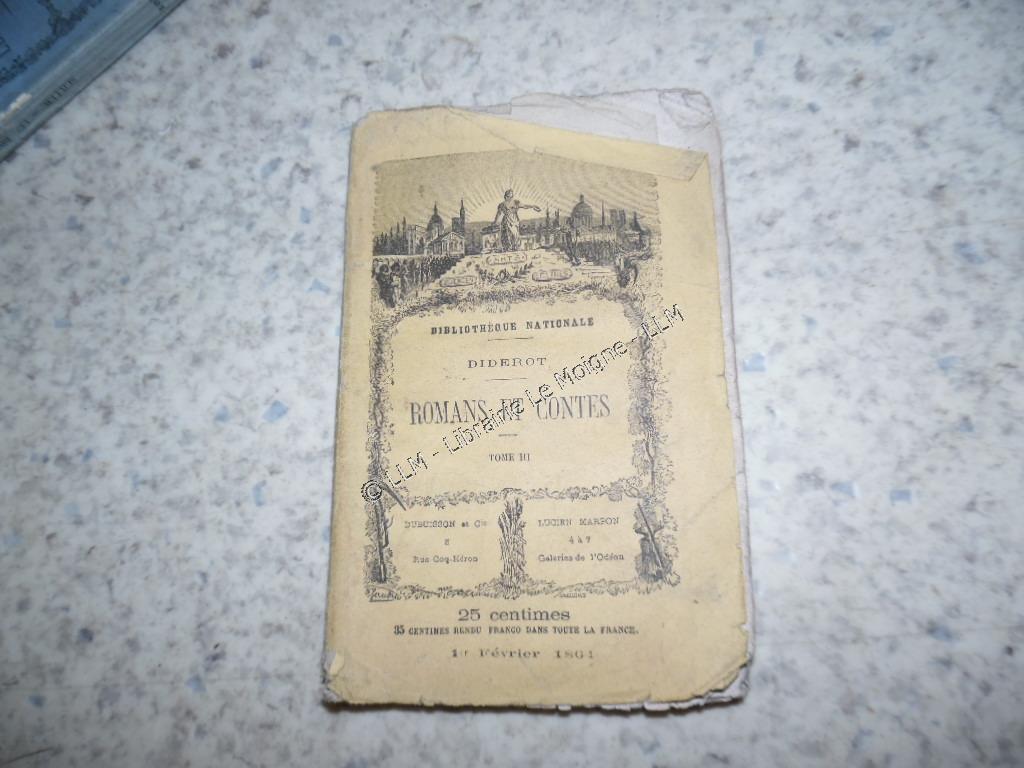 BIBLIOTHÈQUE NATIONALE
DIDEROT
ROMANS ET CONTES
TOME III
DUBUISSON et Cie
5
Rue Coq-Héron
LUCIEN MARPON
4 à 7
Galeries de l'Odéon
25 centimes
35 CENTIMES RENDU FRANCO DANS TOUTE LA FRANCE.
1er Février 1864
© LLM - Librairie Le Moigne - LLM